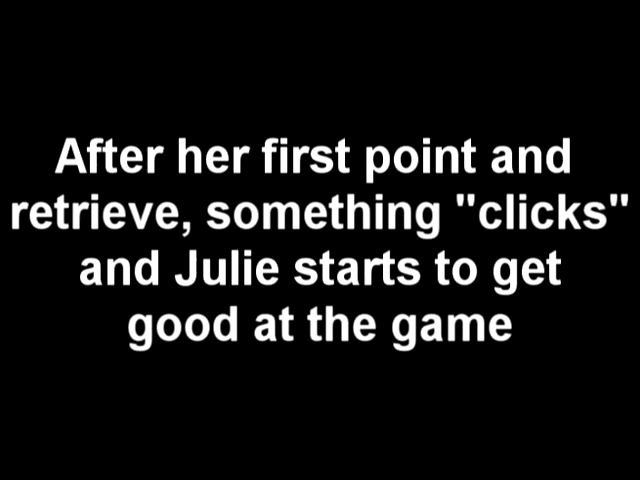 After her first point and
retrieve, something "clicks"
and Julie starts to get
good at the game